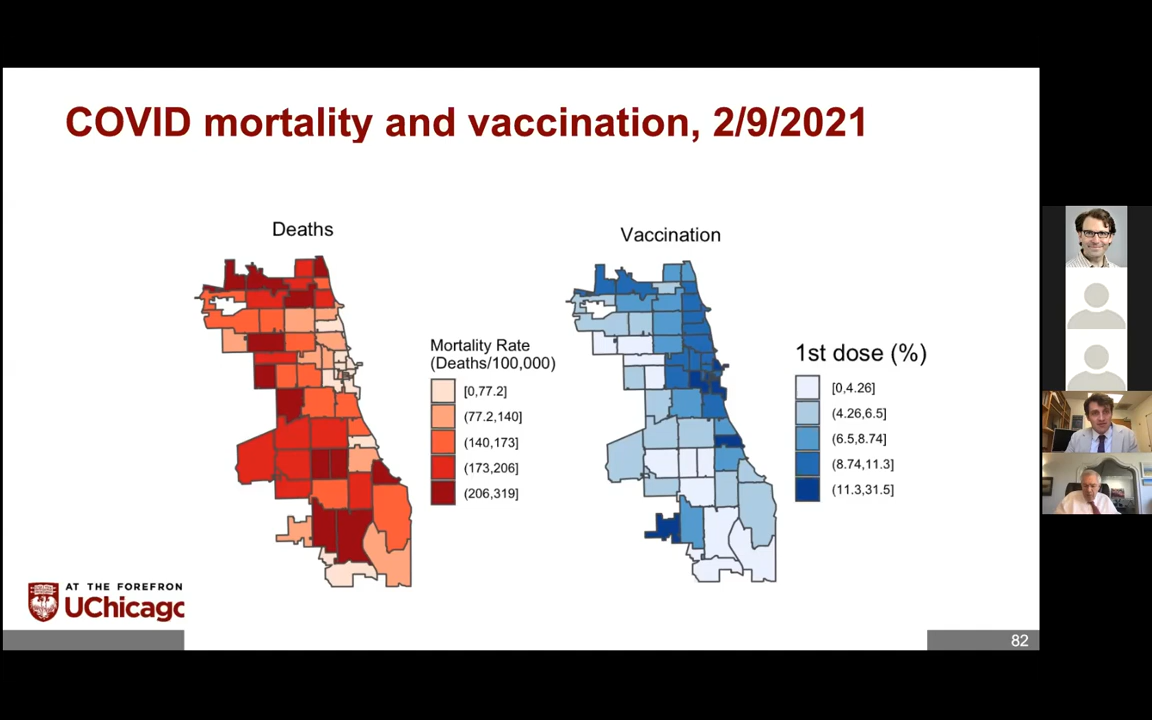 COVID mortality and vaccination, 2/9/2021
Deaths
Mortality Rate
(Deaths/100,000)
[0,77.2]
(77.2,140]
(140,173]
(173,206]
(206,319]
Vaccination
1st dose (%)
[0,4.26]
(4.26,6.5]
(6.5,8.74]
(8.74,11.3]
(11.3,31.5]
AT THE FOREFRON
UChicago
82